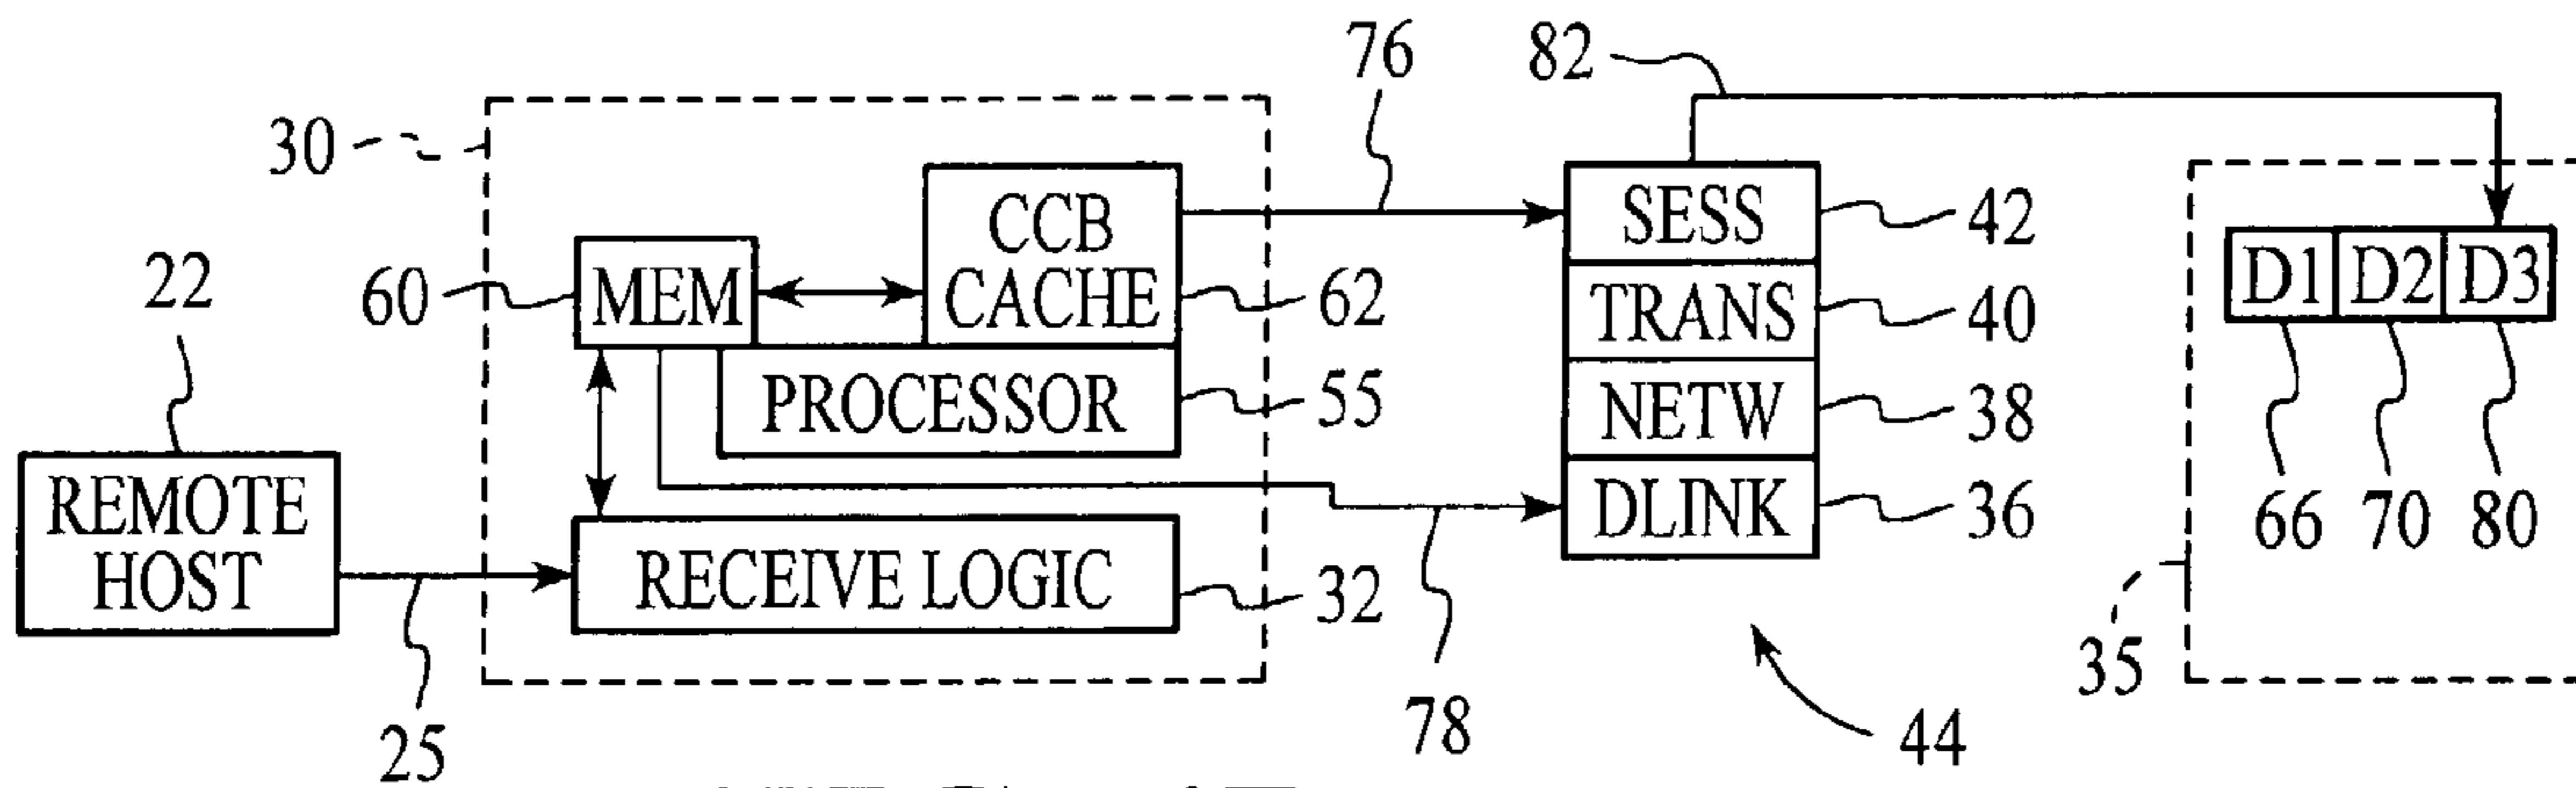 76
82
30
CCB
CACHE
SESS
42
22
60
MEM
62
TRANS
40
D1 D2 D3
PROCESSOR
55
NETW
38
REMOTE
HOST
DLINK
36
66
70
80
RECEIVE LOGIC
32
35
25
78
44